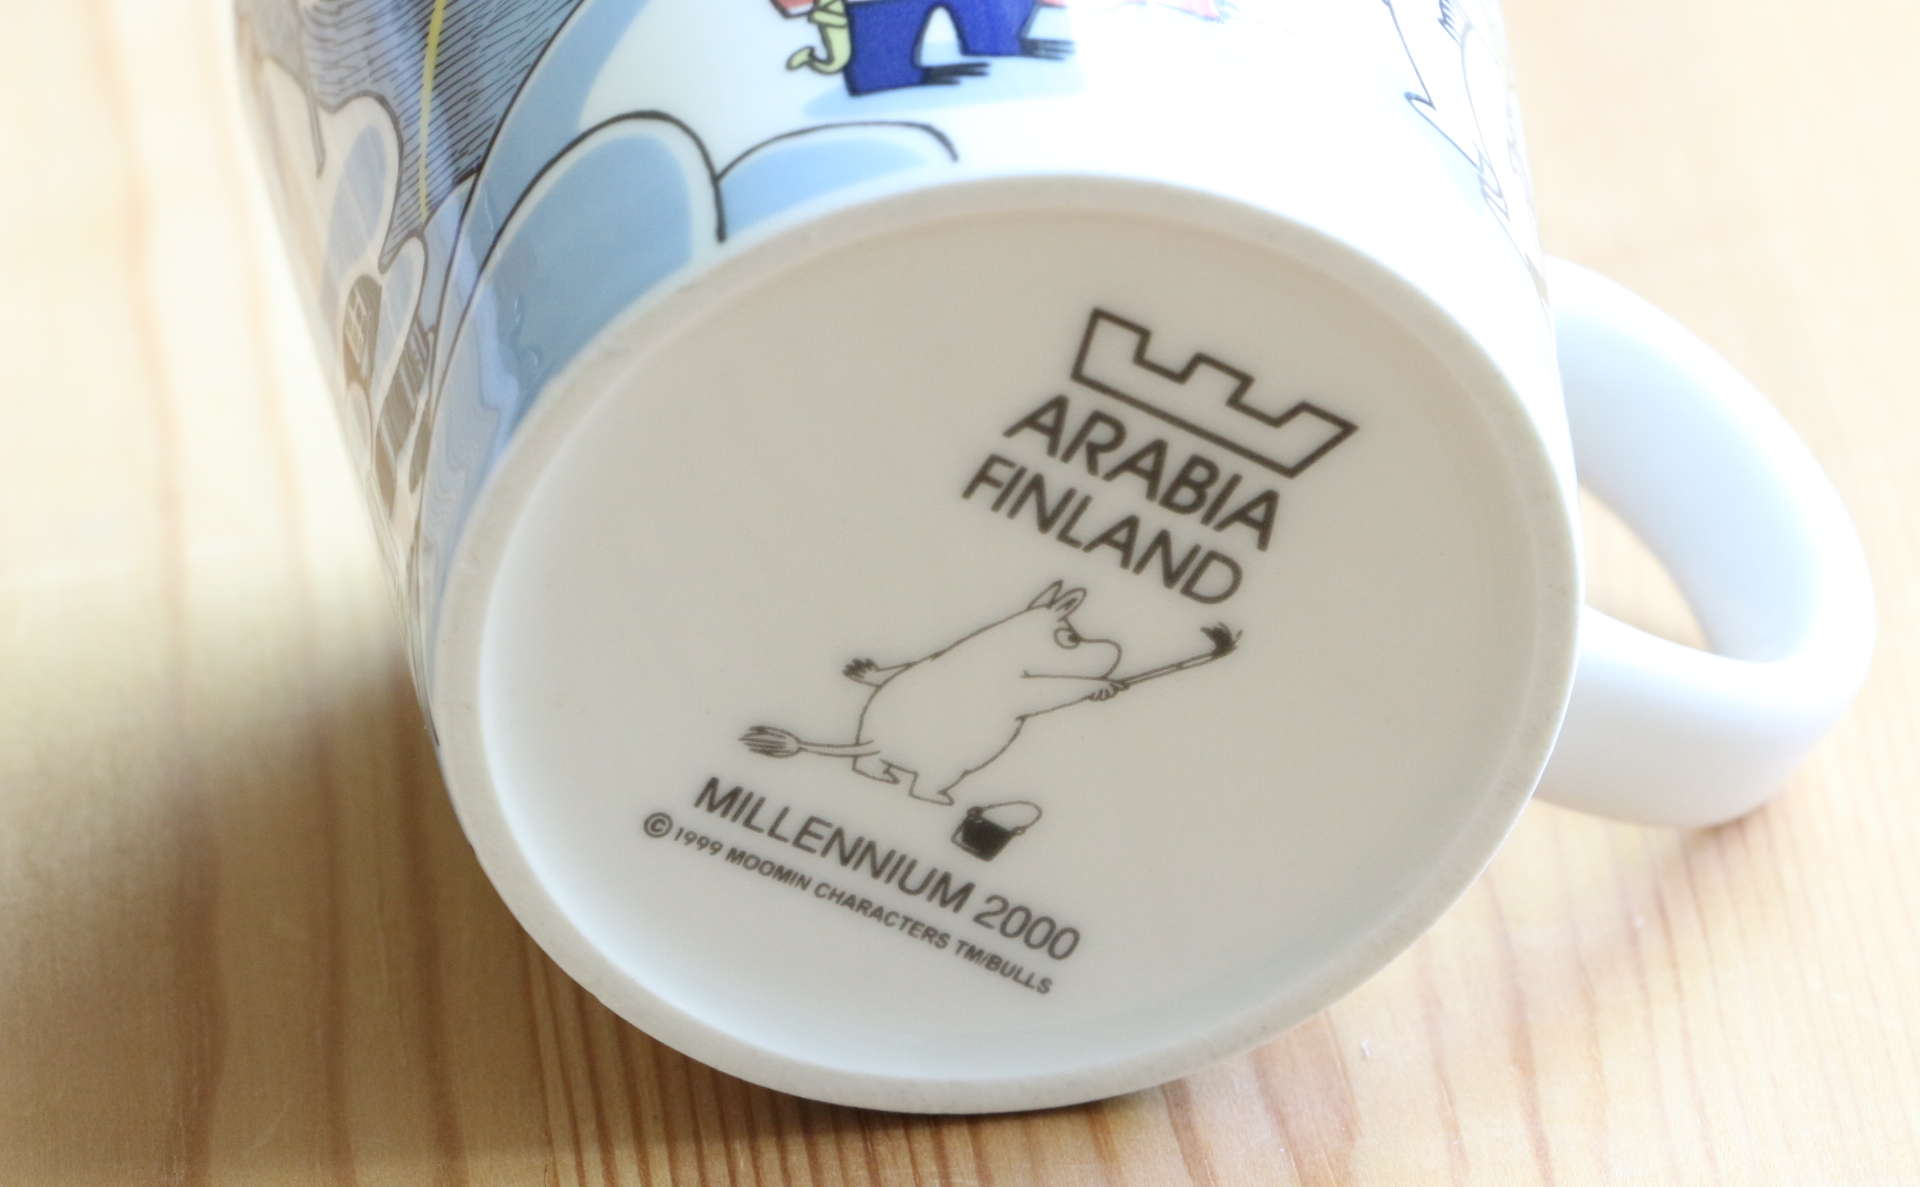 ARABIA
FINLAND
MILLENNIUM 2000
© 1999 MOOMIN CHARACTERS TM/BULLS